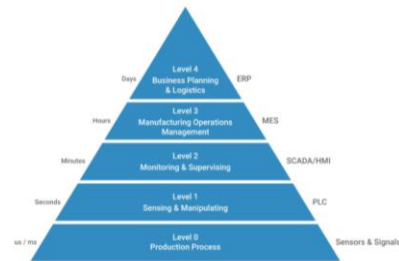 Level 4
Business Planning
& Logistics
Days
ERP
Level 3
Manufacturing Operations
Management
Hours
MES
Level 2
Monitoring & Supervising
Minutes
SCADA/HMI
Level 1
Sensing & Manipulating
Seconds
PLC
Level 0
Production Process
us / ms
Sensors & Signals